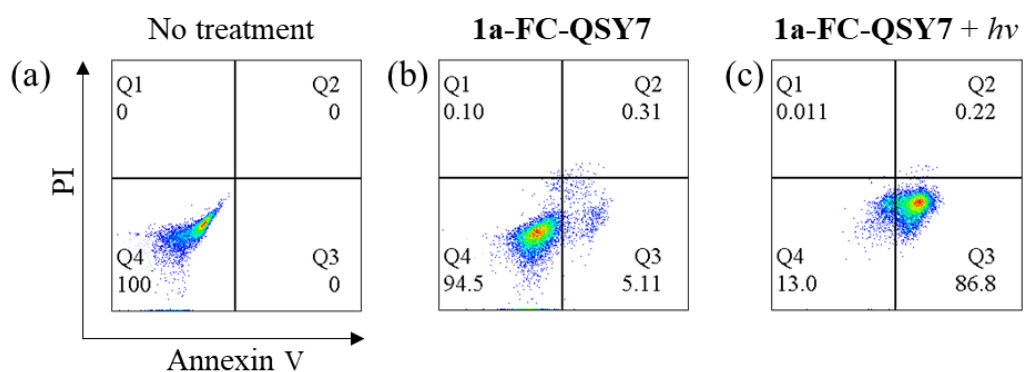 No treatment
(a)
Q1
0
Q2
0
Q4
100
Q3
0
PI
Annexin V
1a-FC-QSY7
(b)
Q1
0.10
Q2
0.31
Q4
94.5
Q3
5.11
1a-FC-QSY7 + hν
(c)
Q1
0.011
Q2
0.22
Q4
13.0
Q3
86.8